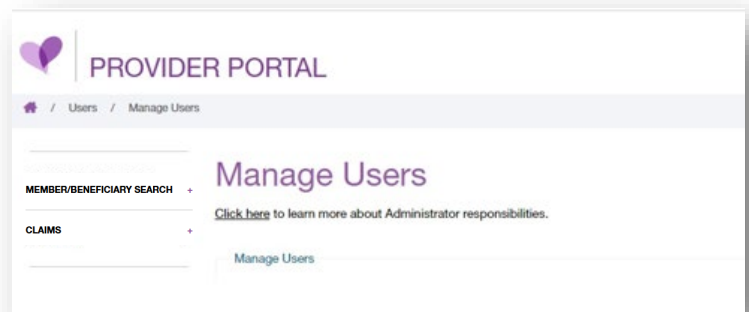 PROVIDER PORTAL
/ Users / Manage Users
MEMBER/BENEFICIARY SEARCH +
CLAIMS +
Manage Users
Click here to learn more about Administrator responsibilities.
Manage Users